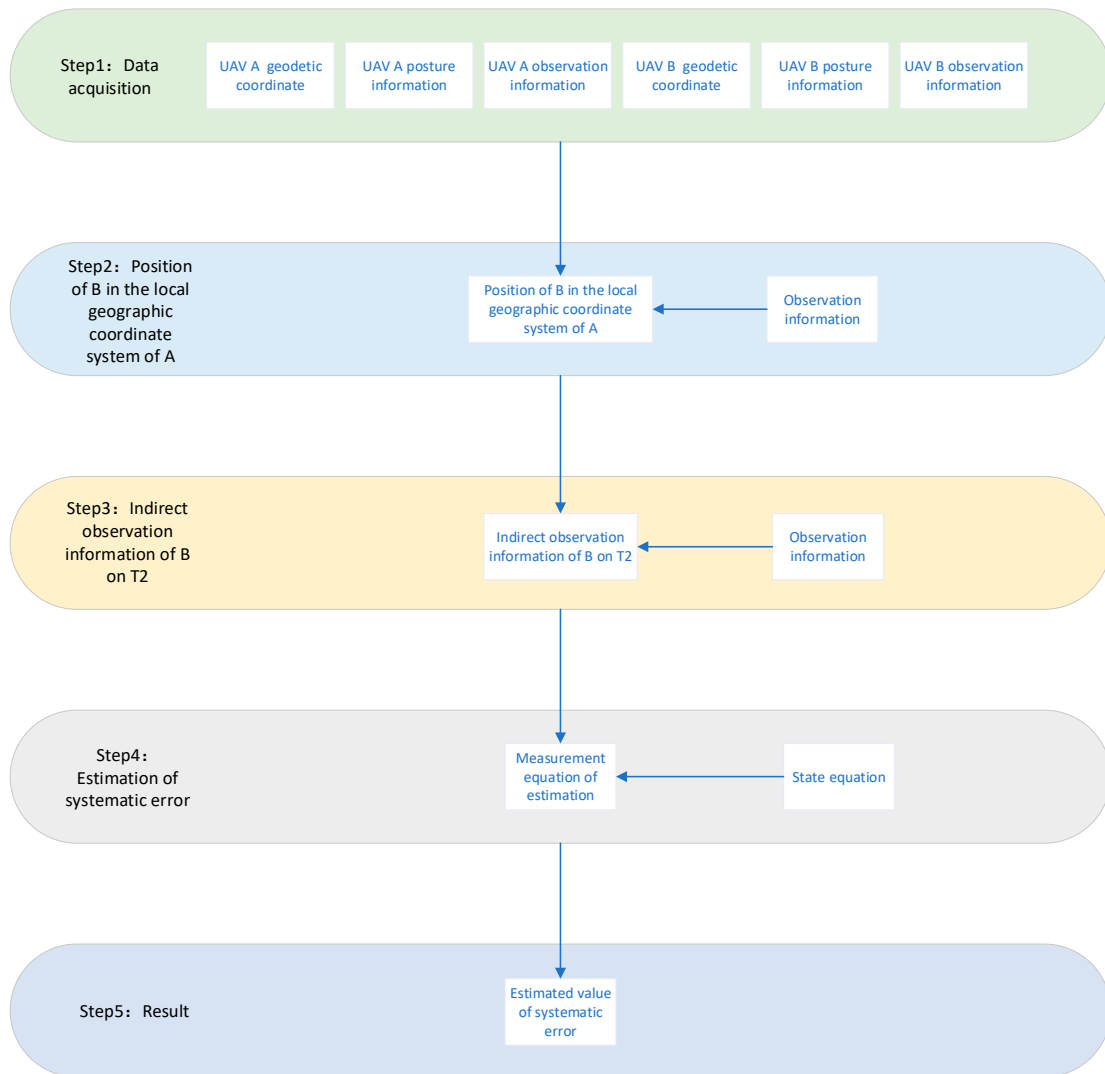 Step1：Data
acquisition
UAV A  geodetic
coordinate
UAV A posture
information
UAV A observation
information
UAV B  geodetic
coordinate
UAV B posture
information
UAV B observation
information
Step2：Position
of B in the local
geographic
coordinate
system of A
Position of B in the local
geographic coordinate
system of A
Observation
information
Step3：Indirect
observation
information of B
on T2
Indirect observation
information of B on T2
Observation
information
Step4：
Estimation of
systematic error
Measurement
equation of
estimation
State equation
Step5：Result
Estimated value
of systematic
error